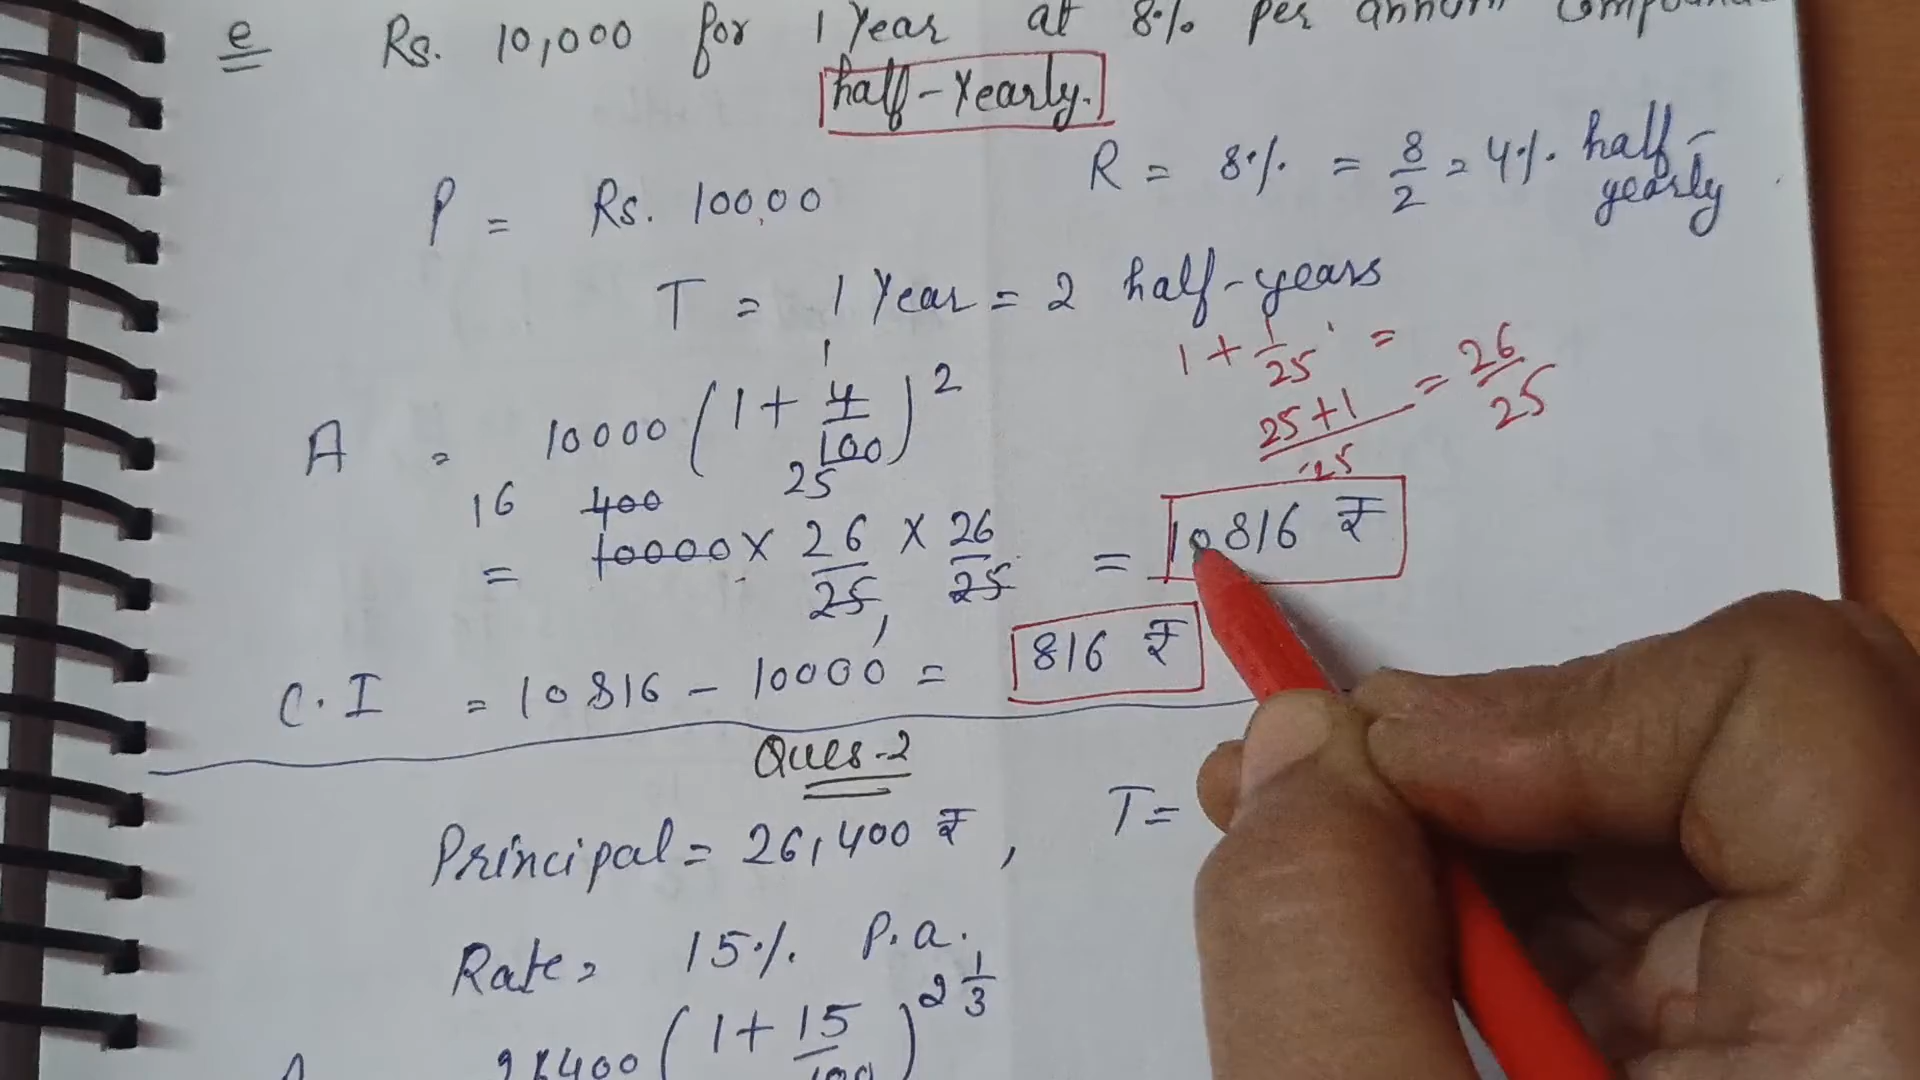 e Rs. 10,000 for 1 Year at 8% per annum
half-Yearly.
R = 8% = 8/2 = 4% half-
yearly
P = Rs. 100,00
T = 1 Year = 2 half-years
1 + 1/25 =
25+1/25 = 26/25
1
A = 10000 (1 + 4/100)^2
25
16 400
= 10000 × 26/25 × 26/25 = 10816 ₹
C.I = 10816 - 10000 = 816 ₹
Ques-2
Principal = 26,400 ₹, T=
Rate = 15% P.a.
26400 (1 + 15/100)^2 1/3